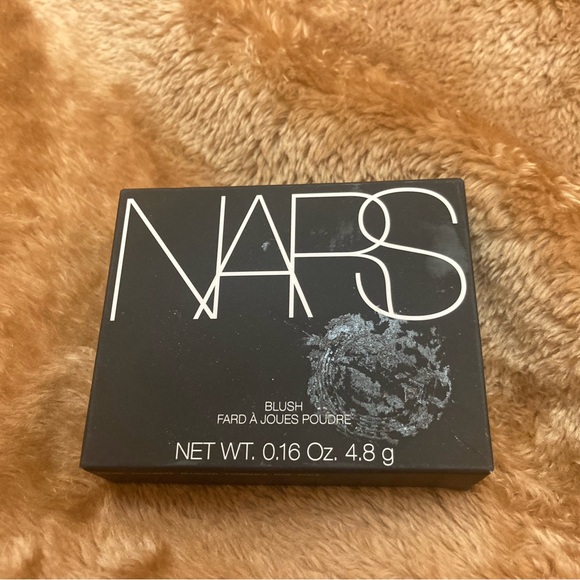 NARS
BLUSH
FARD À JOUES POUDRE
NET WT. 0.16 Oz. 4.8 g